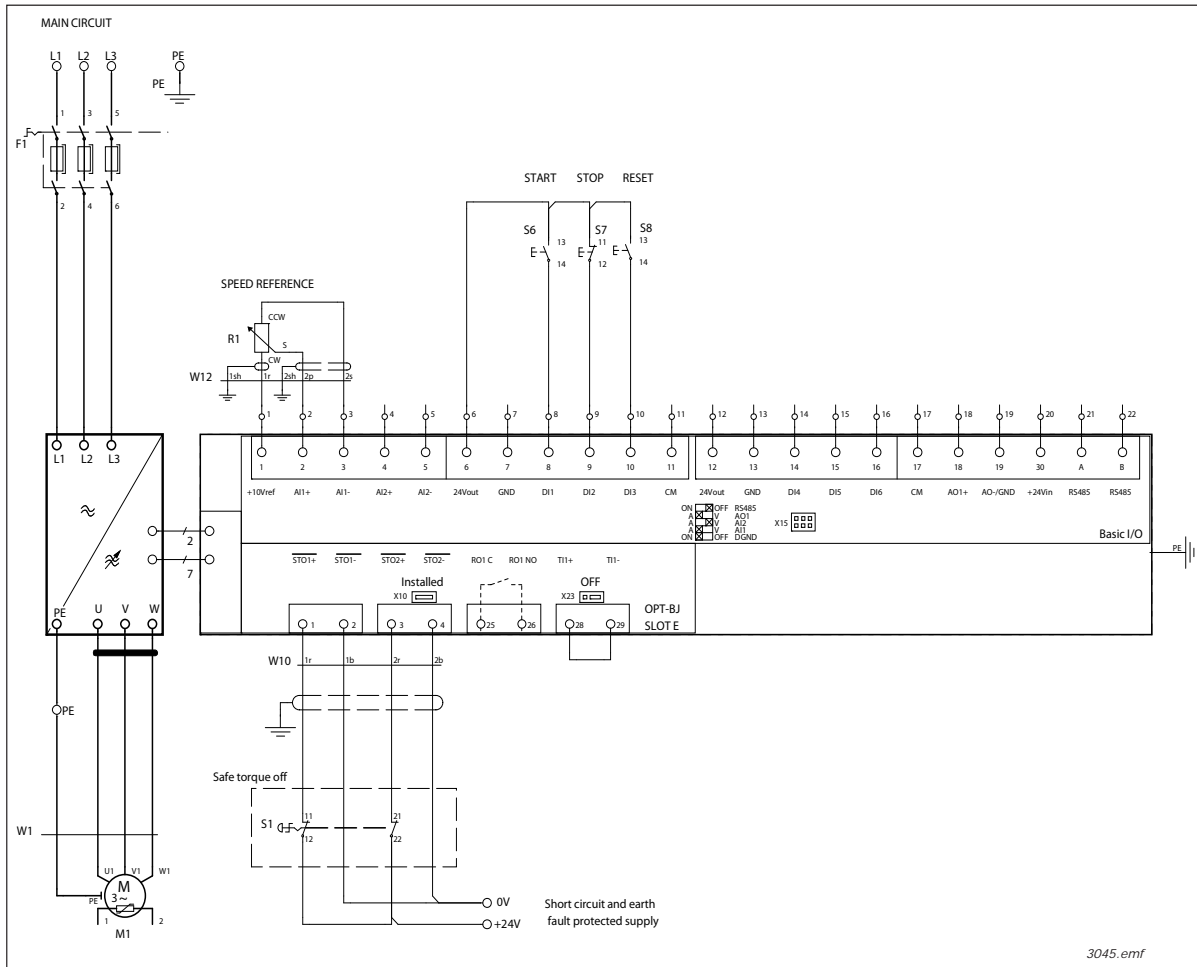 MAIN CIRCUIT
L1 L2 L3 PE
PE
1 3 5
F1
2 4 6
START STOP RESET
S6 S7 S8
13 11 13
14 12 14
SPEED REFERENCE
CCW
R1
S
CW
W12 1sh 1r 2sh 2p 2s
1 2 3 4 5 6 7 8 9 10 11 12 13 14 15 16 17 18 19 20 21 22
L1 L2 L3
1 2 3 4 5 6 7 8 9 10 11 12 13 14 15 16 17 18 19 30 A B
+10Vref AI1+ AI1- AI2+ AI2- 24Vout GND DI1 DI2 DI3 CM 24Vout GND DI4 DI5 DI6 CM AO1+ AO-/GND +24Vin RS485 RS485
ON OFF RS485
A V AO1
A V AI2
A V AI1
ON OFF DGND
X15
Basic I/O
2
7
PE
STO1+ STO1- STO2+ STO2- RO1 C RO1 NO TI1+ TI1-
Installed OFF
X10 X23
OPT-BJ
SLOT E
1 2 3 4 25 26 28 29
PE U V W
W10 1r 1b 2r 2b
PE
Safe torque off
S1
11 21
12 22
W1
U1 V1 W1
M
3~
PE
1 2
M1
0V
+24V
Short circuit and earth
fault protected supply
3045.emf